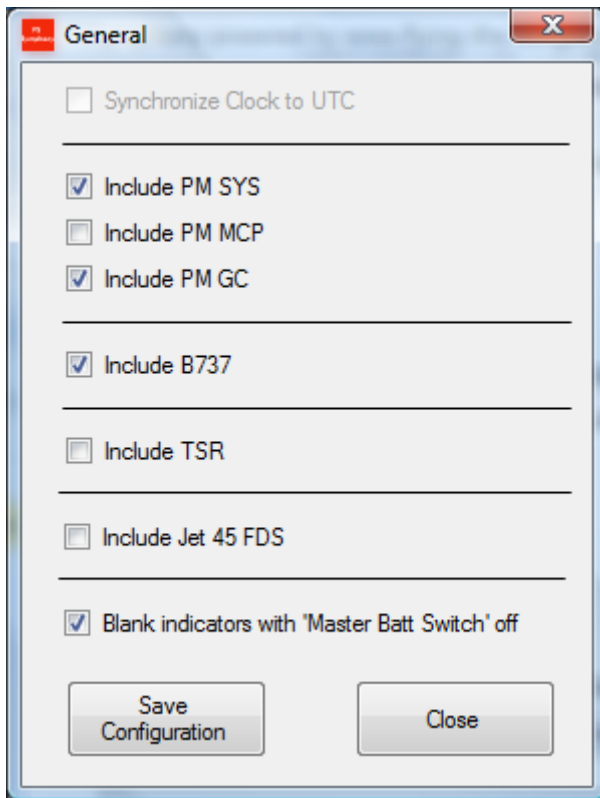 General
Synchronize Clock to UTC
Include PM SYS
Include PM MCP
Include PM GC
Include B737
Include TSR
Include Jet 45 FDS
Blank indicators with 'Master Batt Switch' off
Save
Configuration
Close